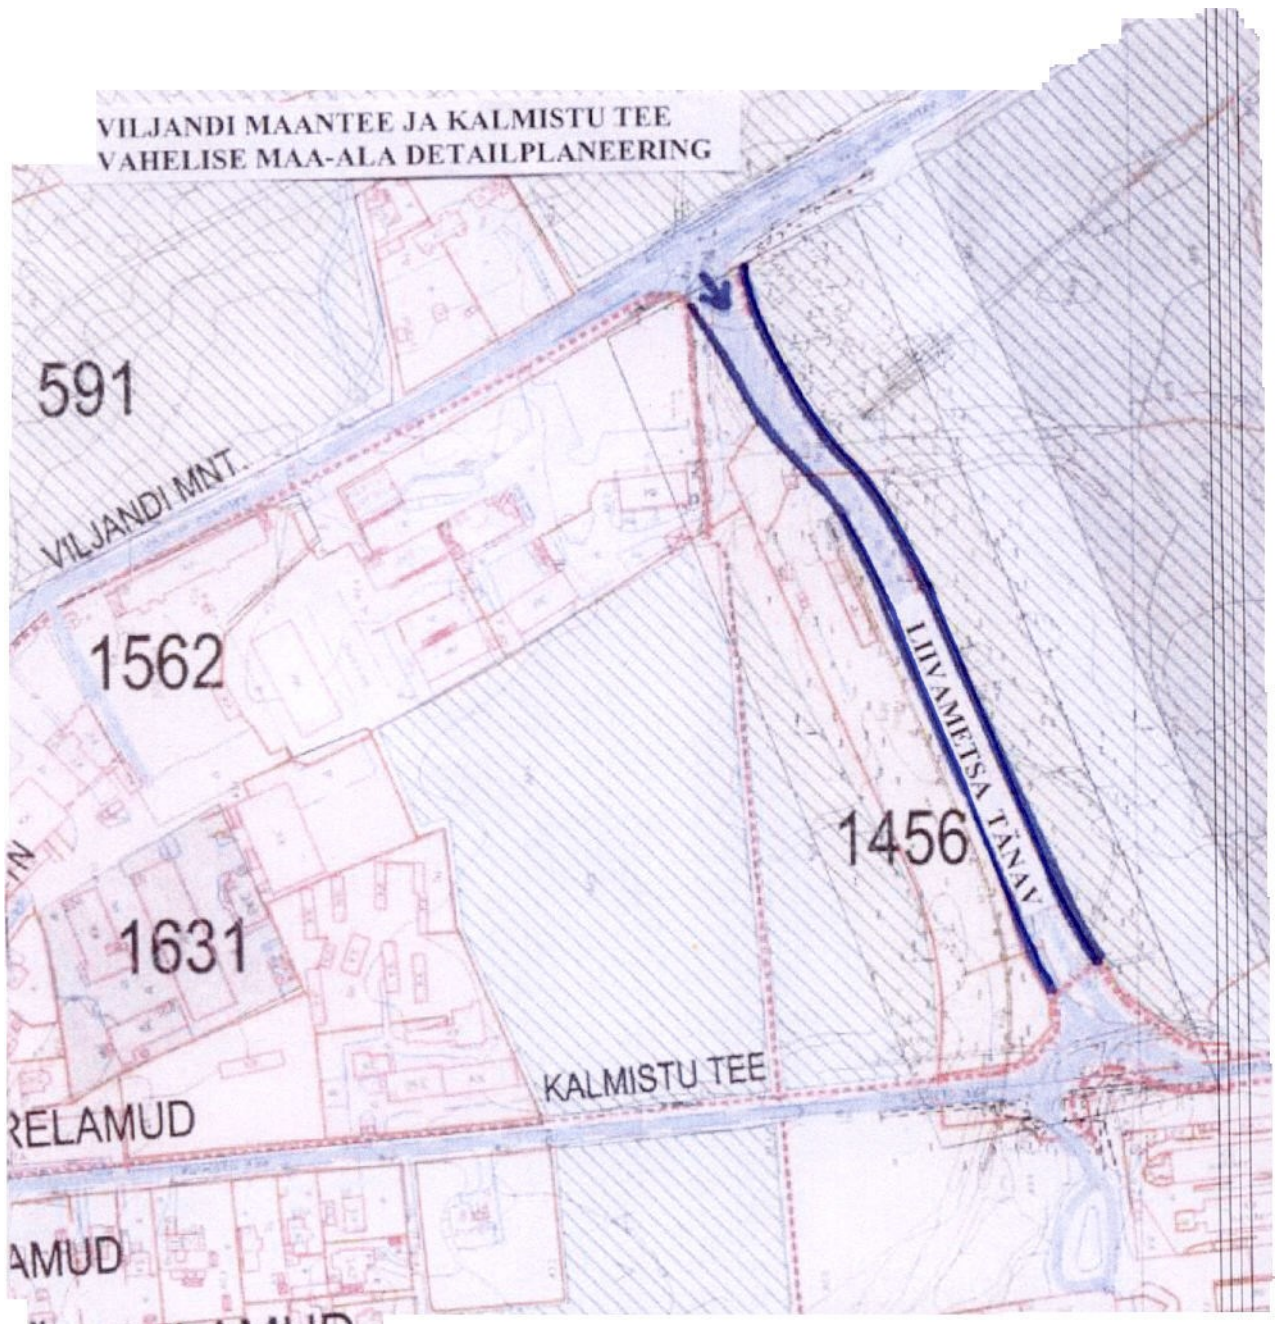 VILJANDI MAANTEE JA KALMISTU TEE
VAHELISE MAA-ALA DETAILPLANEERING
591
VILJANDI MNT.
1562
LIIVAMETSA TÄNAV
1456
1631
KALMISTU TEE
RELAMUD
AMUD